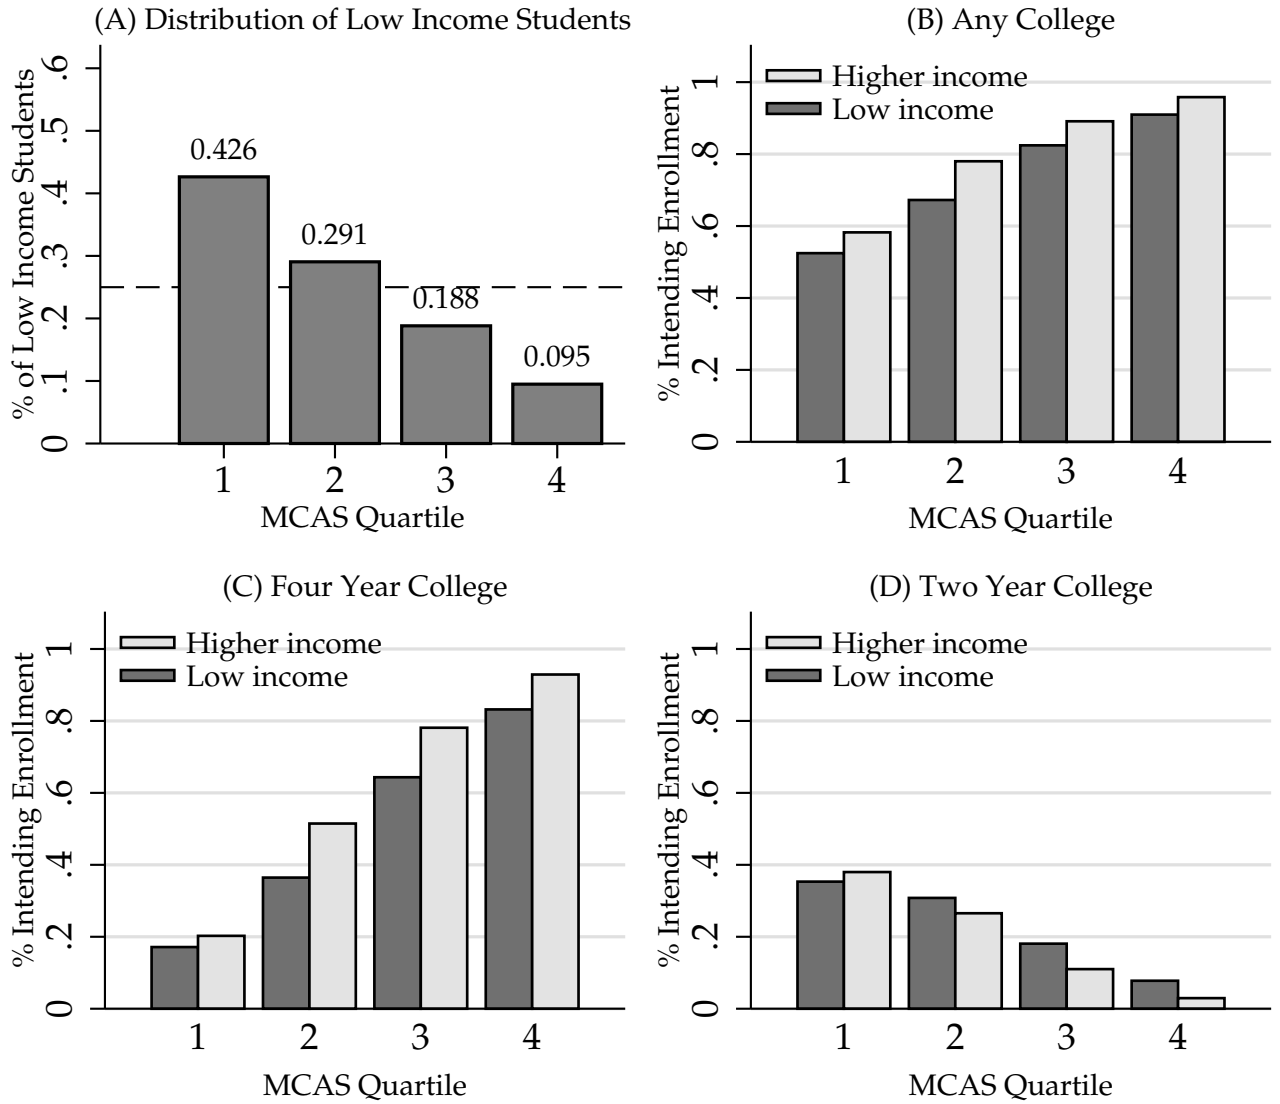 (A) Distribution of Low Income Students
% of Low Income Students
.6
.5
.4
.3
.2
.1
0
0.426
0.291
0.188
0.095
1 2 3 4
MCAS Quartile
(B) Any College
% Intending Enrollment
Higher income
Low income
1
.8
.6
.4
.2
0
1 2 3 4
MCAS Quartile
(C) Four Year College
% Intending Enrollment
Higher income
Low income
1
.8
.6
.4
.2
0
1 2 3 4
MCAS Quartile
(D) Two Year College
% Intending Enrollment
Higher income
Low income
1
.8
.6
.4
.2
0
1 2 3 4
MCAS Quartile